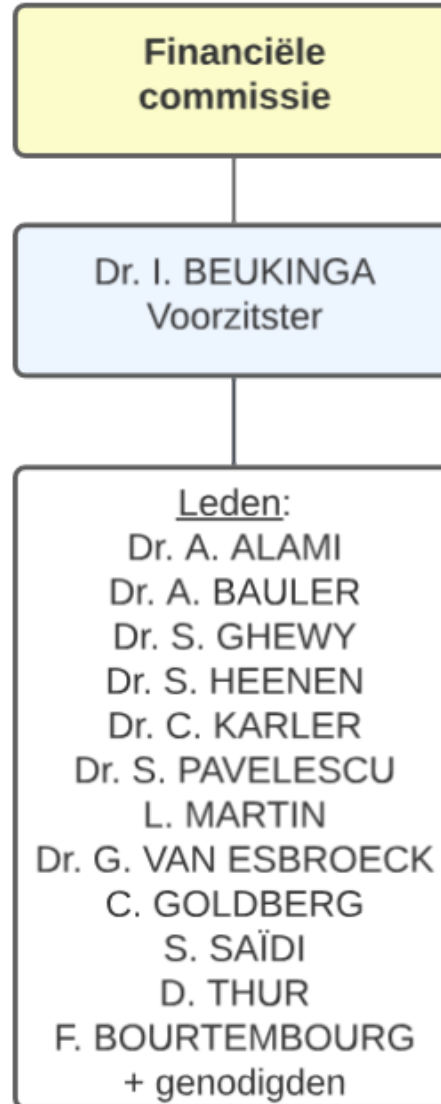 Financiële
commissie
Dr. I. BEUKINGA
Voorzitster
Leden:
Dr. A. ALAMI
Dr. A. BAULER
Dr. S. GHEWY
Dr. S. HEENEN
Dr. C. KARLER
Dr. S. PAVELESCU
L. MARTIN
Dr. G. VAN ESBROECK
C. GOLDBERG
S. SAÏDI
D. THUR
F. BOURTEMBOURG
+ genodigden